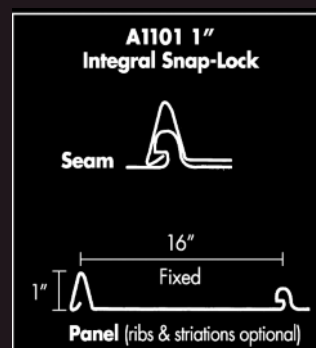 A1101 1”
Integral Snap-Lock
Seam
16”
1”
Fixed
Panel (ribs & striations optional)